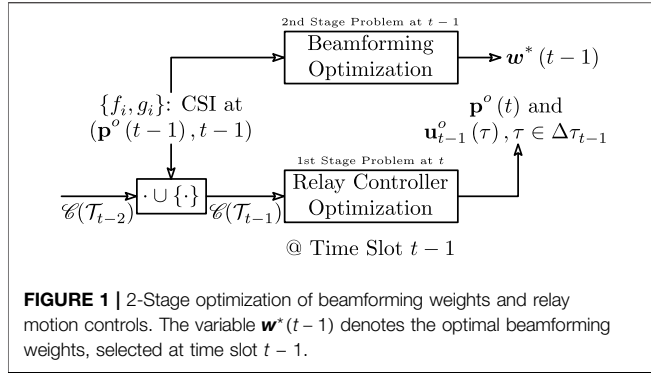 2nd Stage Problem at t − 1
Beamforming
Optimization
w* (t − 1)
{f_i, g_i}: CSI at
(p^o (t−1), t−1)
p^o (t) and
u^o_{t−1} (τ), τ ∈ Δτ_{t−1}
1st Stage Problem at t
Relay Controller
Optimization
𝒞(𝒯_{t−2})
· ∪ {·}
𝒞(𝒯_{t−1})
@ Time Slot t − 1
FIGURE 1 | 2-Stage optimization of beamforming weights and relay
motion controls. The variable w*(t − 1) denotes the optimal beamforming
weights, selected at time slot t − 1.